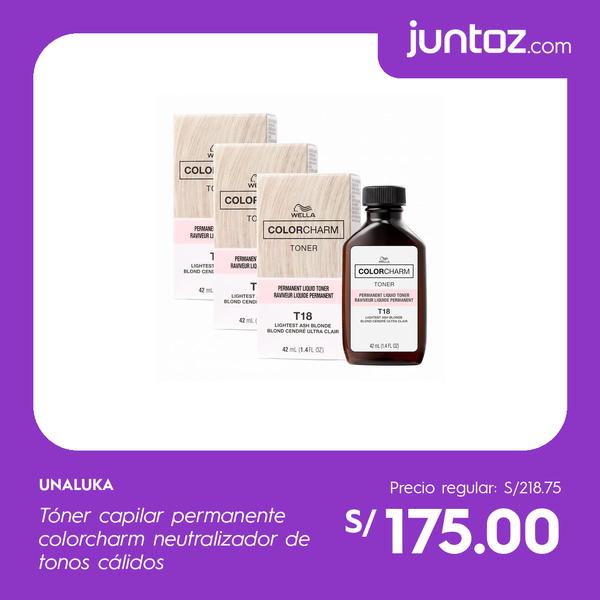 juntoz.com
WELLA
COLORCHARM
TONER
PERMANENT LIQUID TONER
RAVIVEUR LIQUIDE PERMANENT
T18
LIGHTEST ASH BLONDE
BLOND CENDRÉ ULTRA CLAIR
42 mL (1.4 FL OZ)
WELLA
COLORCHARM
TONER
PERMANENT LIQUID TONER
RAVIVEUR LIQUIDE PERMANENT
T18
LIGHTEST ASH BLONDE
BLOND CENDRÉ ULTRA CLAIR
42 mL (1.4 FL OZ)
UNALUKA
Tóner capilar permanente
colorcharm neutralizador de
tonos cálidos
Precio regular: S/218.75
S/ 175.00